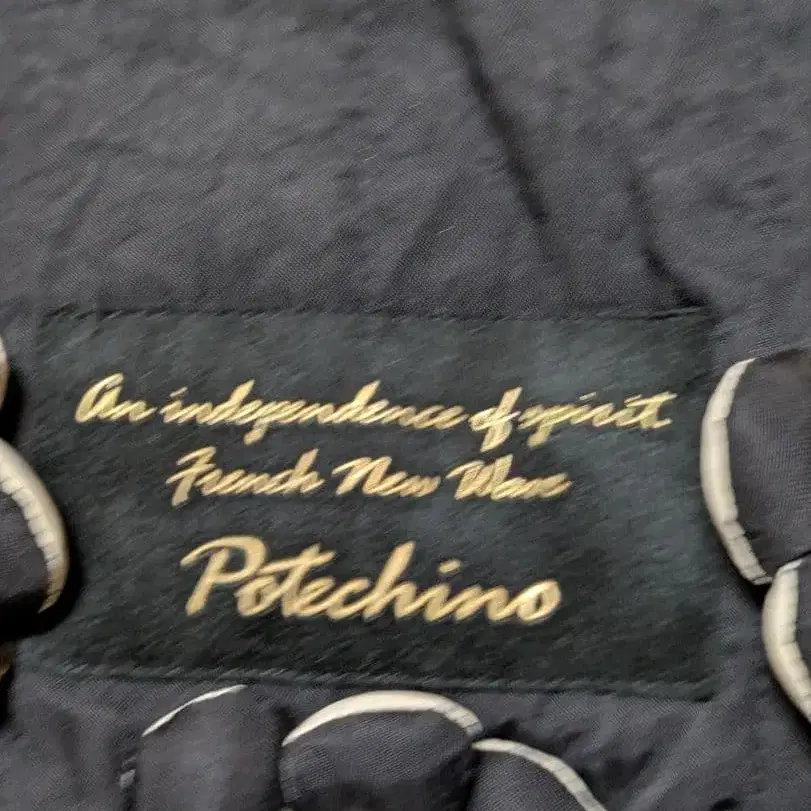 An independence of spirit
French New Wave
Potechino